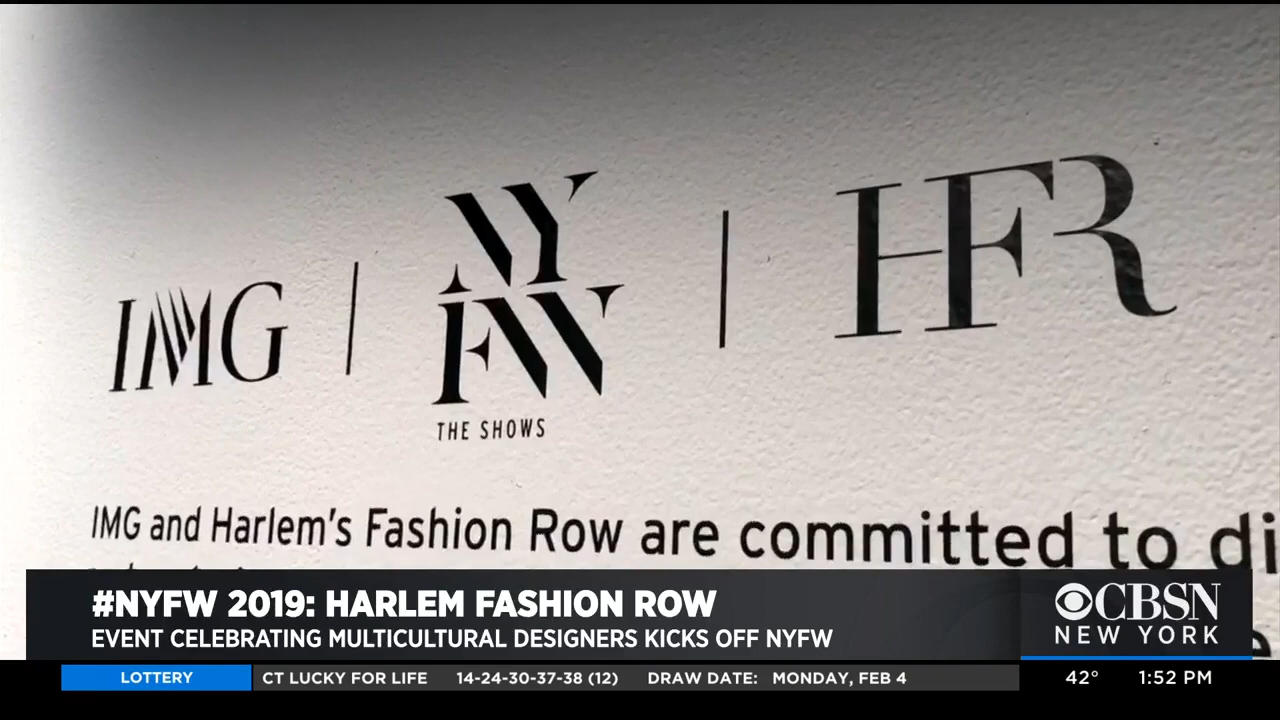 IMG | NYFW | HFR
THE SHOWS
IMG and Harlem's Fashion Row are committed to di
#NYFW 2019: HARLEM FASHION ROW
EVENT CELEBRATING MULTICULTURAL DESIGNERS KICKS OFF NYFW
CBSN
NEW YORK
LOTTERY CT LUCKY FOR LIFE 14-24-30-37-38 (12) DRAW DATE: MONDAY, FEB 4 42° 1:52 PM